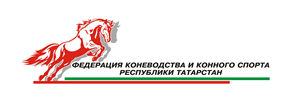 ФЕДЕРАЦИЯ КОНЕВОДСТВА И КОННОГО СПОРТА
РЕСПУБЛИКИ ТАТАРСТАН